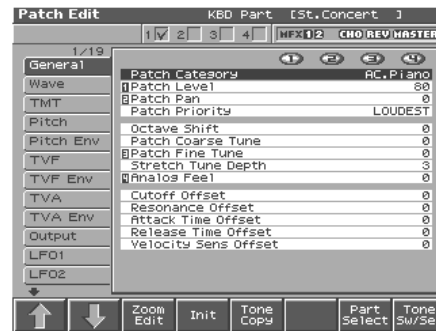 Patch Edit KBD Part [St.Concert ]
1 2 3 4 MFX 1 2 CHO REV MASTER
1/19
General
Wave
TMT
Pitch
Pitch Env
TVF
TVF Env
TVA
TVA Env
Output
LFO1
LFO2
1 2 3 4
Patch Category AC.Piano
1 Patch Level 80
2 Patch Pan 0
Patch Priority LOUDEST
Octave Shift 0
Patch Coarse Tune 0
3 Patch Fine Tune 0
Stretch Tune Depth 3
4 Analog Feel 0
Cutoff Offset 0
Resonance Offset 0
Attack Time Offset 0
Release Time Offset 0
Velocity Sens Offset 0
Zoom Edit
Init
Tone Copy
Part Select
Tone Sw/Se